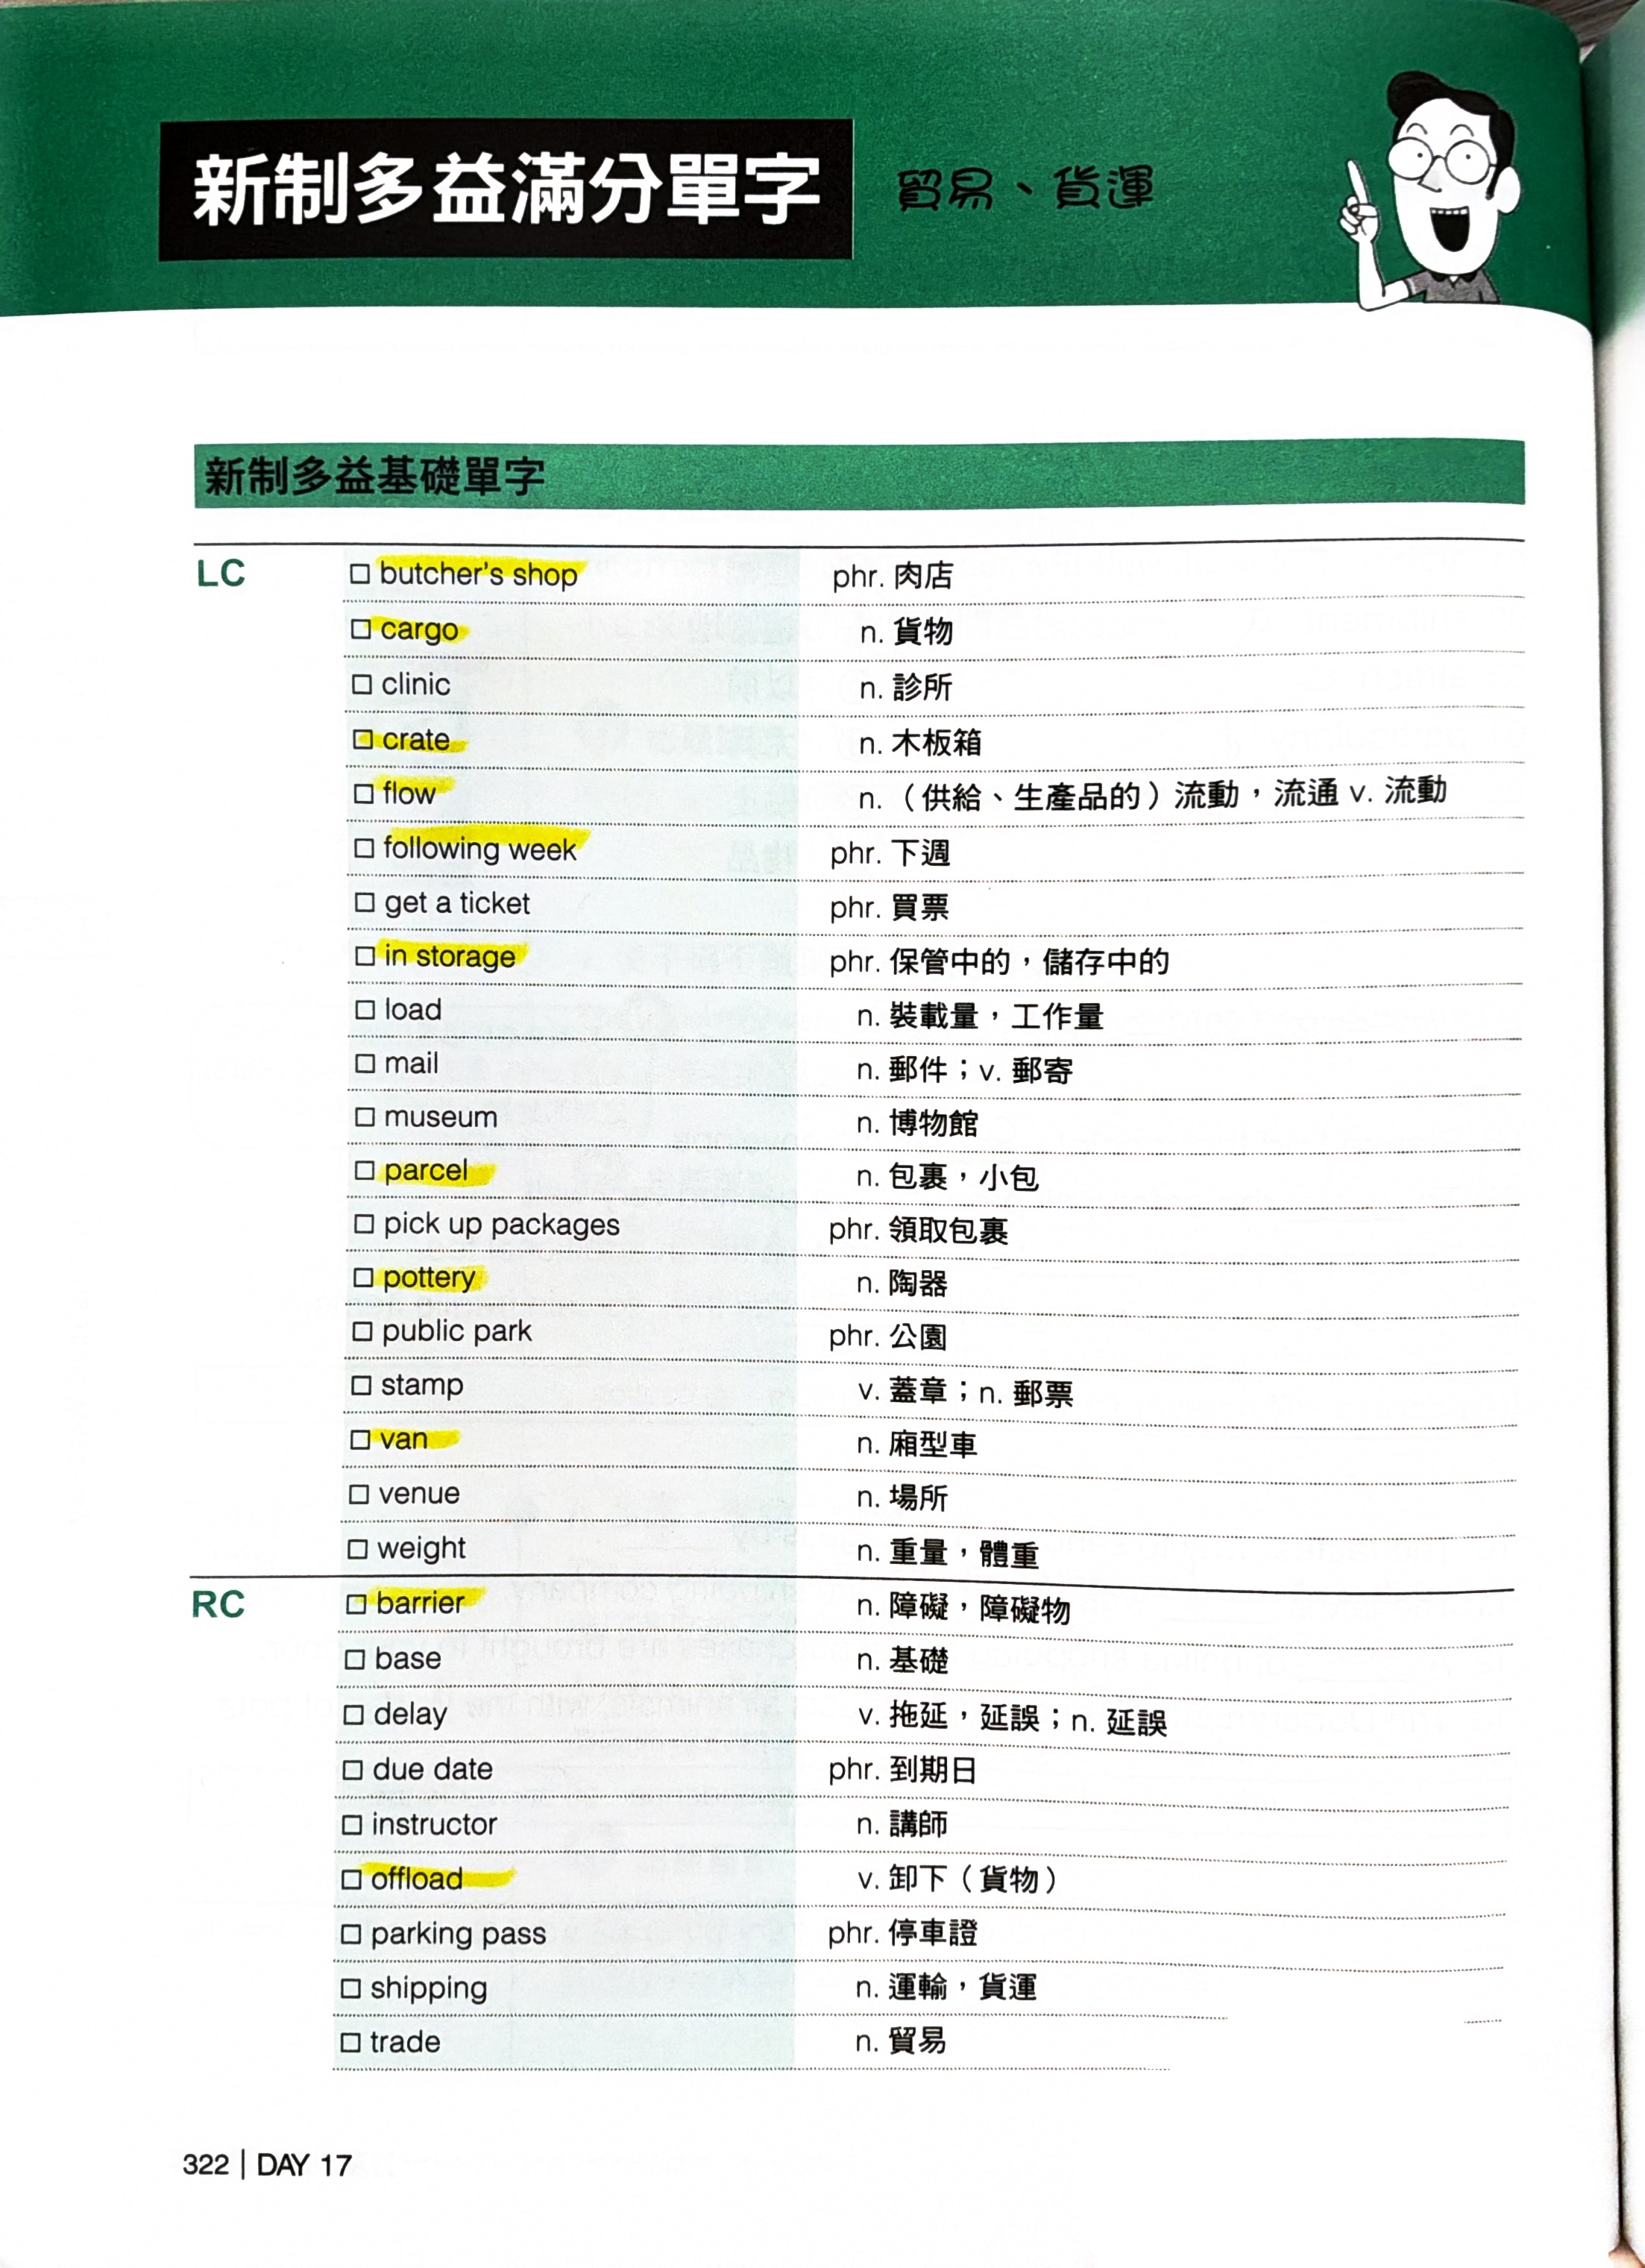 新制多益滿分單字 貿易、貨運
新制多益基礎單字
LC
□ butcher's shop phr. 肉店
□ cargo n. 貨物
□ clinic n. 診所
□ crate n. 木板箱
□ flow n.（供給、生產品的）流動，流通 v. 流動
□ following week phr. 下週
□ get a ticket phr. 買票
□ in storage phr. 保管中的，儲存中的
□ load n. 裝載量，工作量
□ mail n. 郵件；v. 郵寄
□ museum n. 博物館
□ parcel n. 包裹，小包
□ pick up packages phr. 領取包裹
□ pottery n. 陶器
□ public park phr. 公園
□ stamp v. 蓋章；n. 郵票
□ van n. 廂型車
□ venue n. 場所
□ weight n. 重量，體重
RC
□ barrier n. 障礙，障礙物
□ base n. 基礎
□ delay v. 拖延，延誤；n. 延誤
□ due date phr. 到期日
□ instructor n. 講師
□ offload v. 卸下（貨物）
□ parking pass phr. 停車證
□ shipping n. 運輸，貨運
□ trade n. 貿易
322 | DAY 17